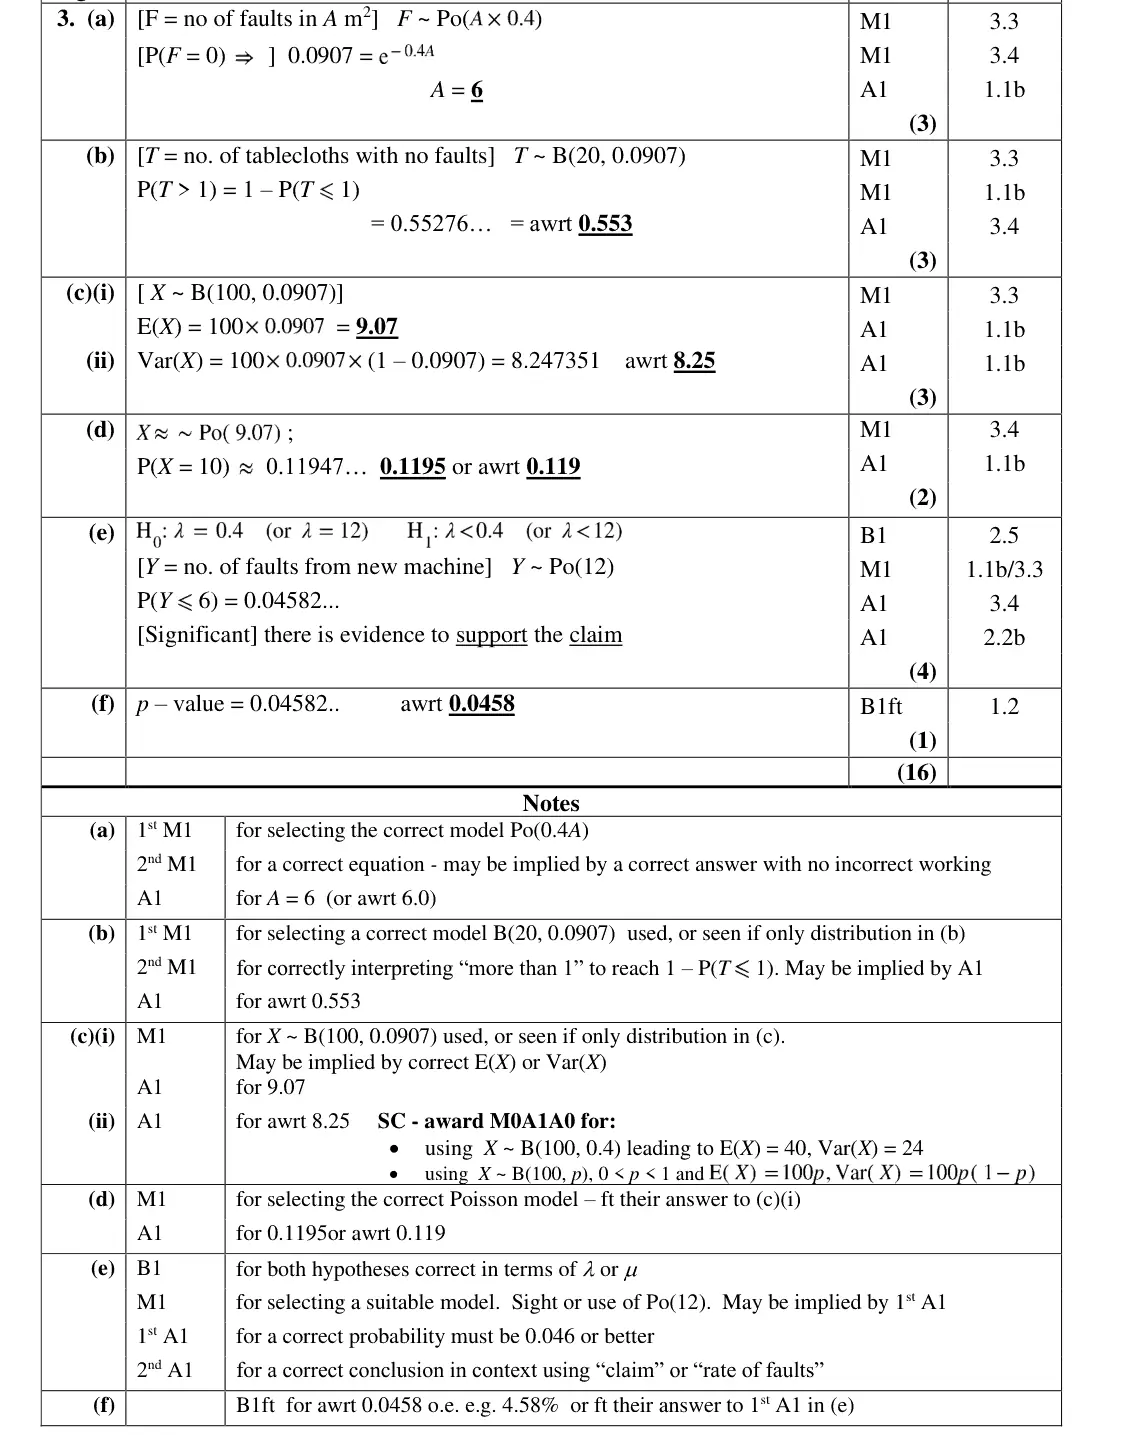 3. (a) [F = no of faults in A m²] F ~ Po(A × 0.4) M1 3.3
[P(F = 0) ⇒ ] 0.0907 = e^{– 0.4A} M1 3.4
A = 6 A1 1.1b
(3)
(b) [T = no. of tablecloths with no faults] T ~ B(20, 0.0907) M1 3.3
P(T > 1) = 1 – P(T ⩽ 1) M1 1.1b
= 0.55276… = awrt 0.553 A1 3.4
(3)
(c)(i) [ X ~ B(100, 0.0907)] M1 3.3
E(X) = 100× 0.0907 = 9.07 A1 1.1b
(ii) Var(X) = 100× 0.0907× (1 – 0.0907) = 8.247351 awrt 8.25 A1 1.1b
(3)
(d) X ≈ ~ Po( 9.07) ; M1 3.4
P(X = 10) ≈ 0.11947… 0.1195 or awrt 0.119 A1 1.1b
(2)
(e) H₀: λ = 0.4 (or λ = 12) H₁: λ < 0.4 (or λ < 12) B1 2.5
[Y = no. of faults from new machine] Y ~ Po(12) M1 1.1b/3.3
P(Y ⩽ 6) = 0.04582... A1 3.4
[Significant] there is evidence to support the claim A1 2.2b
(4)
(f) p – value = 0.04582.. awrt 0.0458 B1ft 1.2
(1)
(16)
Notes
(a) 1st M1 for selecting the correct model Po(0.4A)
2nd M1 for a correct equation - may be implied by a correct answer with no incorrect working
A1 for A = 6 (or awrt 6.0)
(b) 1st M1 for selecting a correct model B(20, 0.0907) used, or seen if only distribution in (b)
2nd M1 for correctly interpreting “more than 1” to reach 1 – P(T ⩽ 1). May be implied by A1
A1 for awrt 0.553
(c)(i) M1 for X ~ B(100, 0.0907) used, or seen if only distribution in (c).
May be implied by correct E(X) or Var(X)
A1 for 9.07
(ii) A1 for awrt 8.25 SC - award M0A1A0 for:
• using X ~ B(100, 0.4) leading to E(X) = 40, Var(X) = 24
• using X ~ B(100, p), 0 < p < 1 and E( X) = 100p, Var( X) = 100p( 1 – p)
(d) M1 for selecting the correct Poisson model – ft their answer to (c)(i)
A1 for 0.1195or awrt 0.119
(e) B1 for both hypotheses correct in terms of λ or μ
M1 for selecting a suitable model. Sight or use of Po(12). May be implied by 1st A1
1st A1 for a correct probability must be 0.046 or better
2nd A1 for a correct conclusion in context using “claim” or “rate of faults”
(f) B1ft for awrt 0.0458 o.e. e.g. 4.58% or ft their answer to 1st A1 in (e)